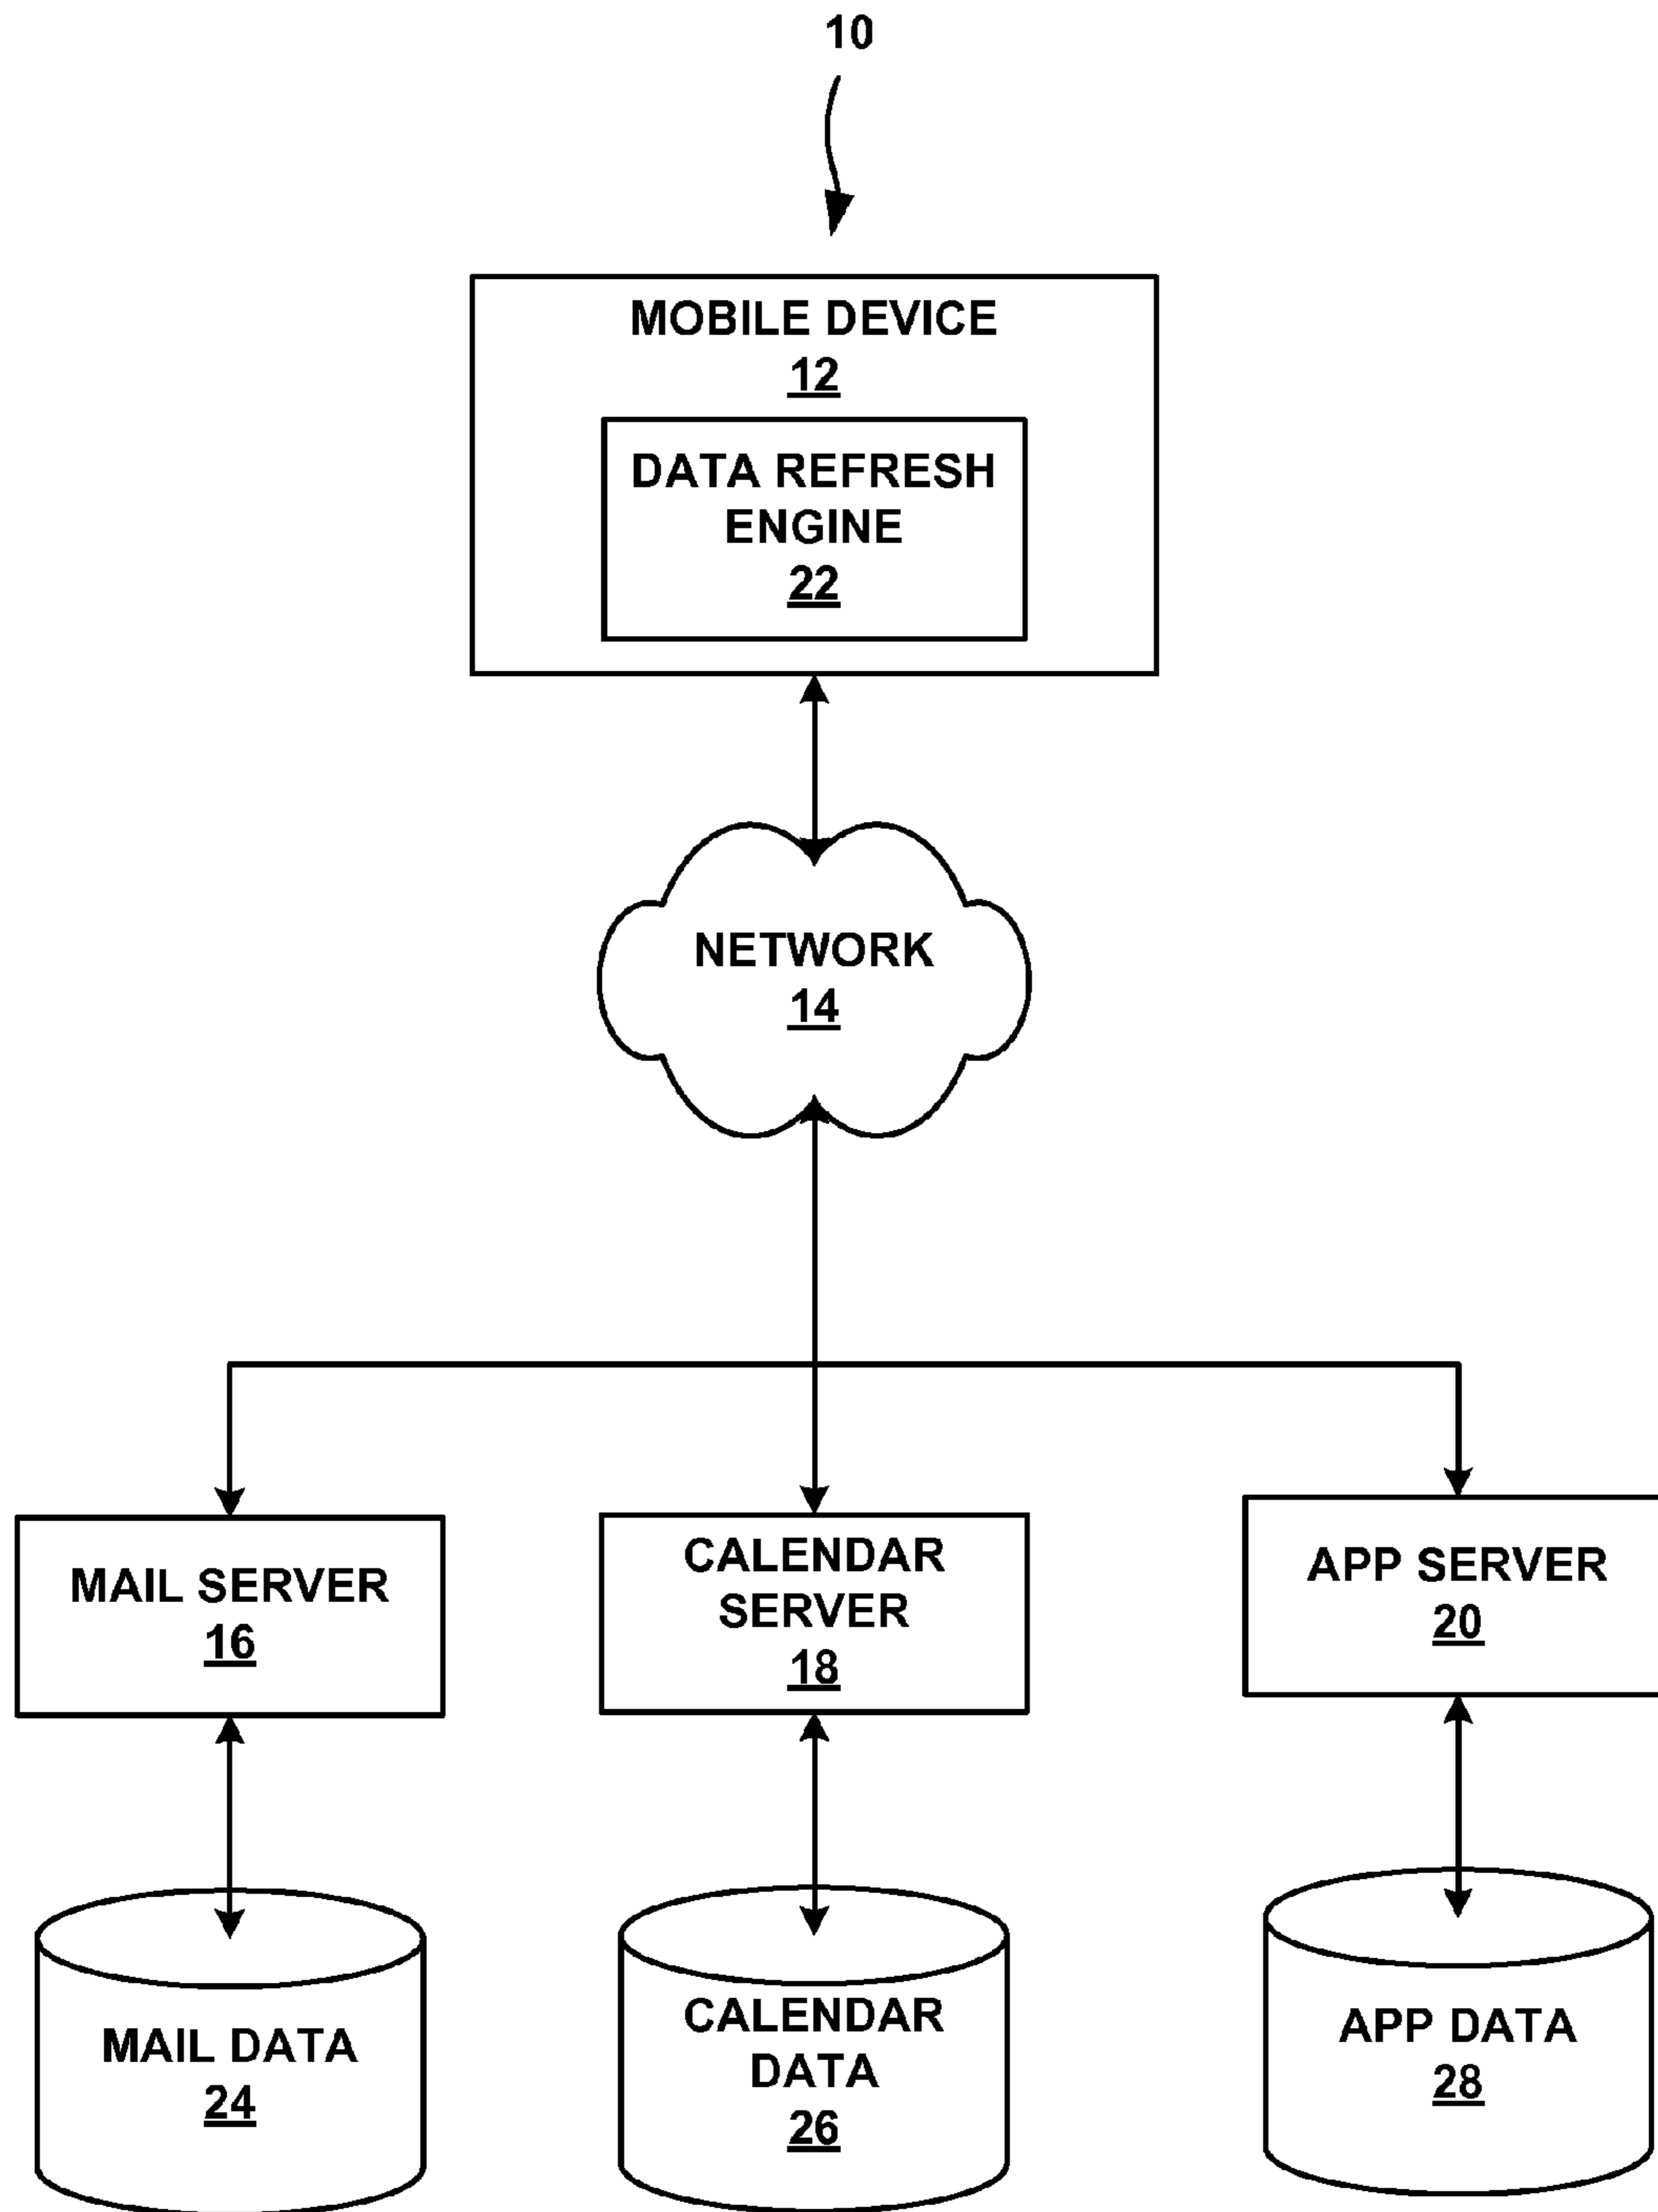 10
MOBILE DEVICE
12
DATA REFRESH
ENGINE
22
NETWORK
14
MAIL SERVER
16
CALENDAR
SERVER
18
APP SERVER
20
MAIL DATA
24
CALENDAR
DATA
26
APP DATA
28